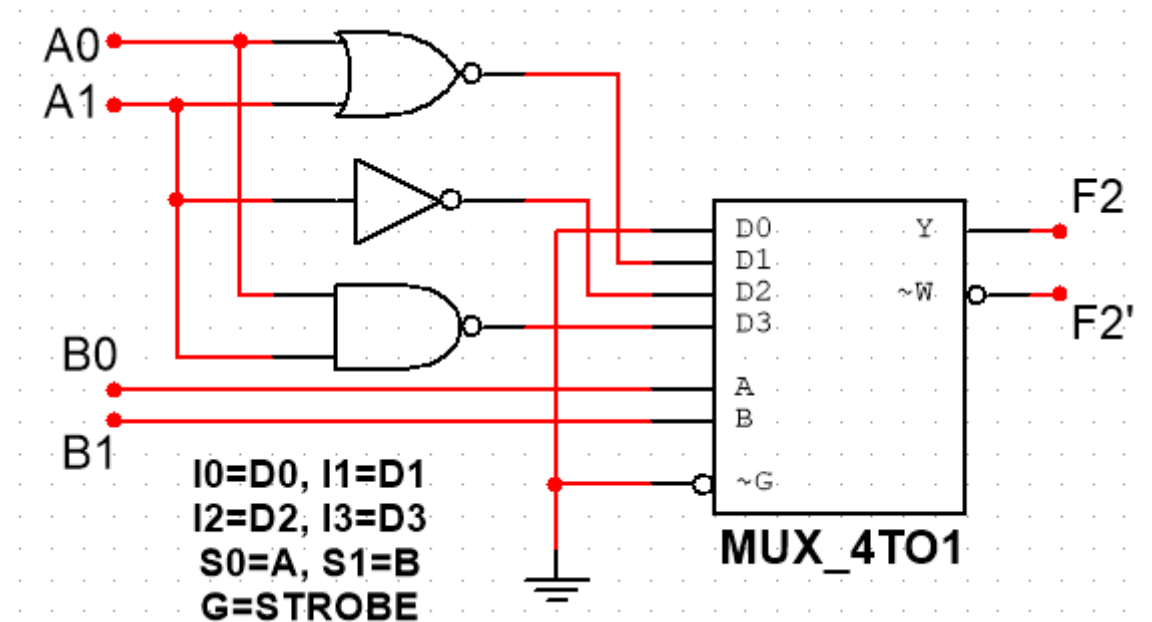 A0
A1
B0
B1
D0
D1
D2
D3
A
B
~G
Y
~W
F2
F2'
I0=D0, I1=D1
I2=D2, I3=D3
S0=A, S1=B
G=STROBE
MUX_4TO1